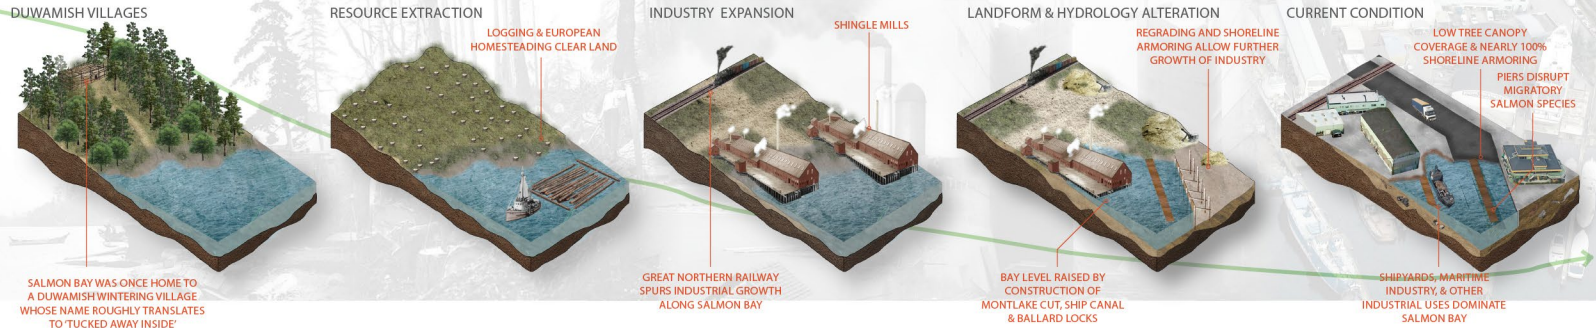 DUWAMISH VILLAGES
SALMON BAY WAS ONCE HOME TO
A DUWAMISH WINTERING VILLAGE
WHOSE NAME ROUGHLY TRANSLATES
TO 'TUCKED AWAY INSIDE'
RESOURCE EXTRACTION
LOGGING & EUROPEAN
HOMESTEADING CLEAR LAND
INDUSTRY EXPANSION
SHINGLE MILLS
GREAT NORTHERN RAILWAY
SPURS INDUSTRIAL GROWTH
ALONG SALMON BAY
LANDFORM & HYDROLOGY ALTERATION
REGRADING AND SHORELINE
ARMORING ALLOW FURTHER
GROWTH OF INDUSTRY
BAY LEVEL RAISED BY
CONSTRUCTION OF
MONTLAKE CUT, SHIP CANAL
& BALLARD LOCKS
CURRENT CONDITION
LOW TREE CANOPY
COVERAGE & NEARLY 100%
SHORELINE ARMORING
PIERS DISRUPT
MIGRATORY
SALMON SPECIES
SHIPYARDS, MARITIME
INDUSTRY, & OTHER
INDUSTRIAL USES DOMINATE
SALMON BAY